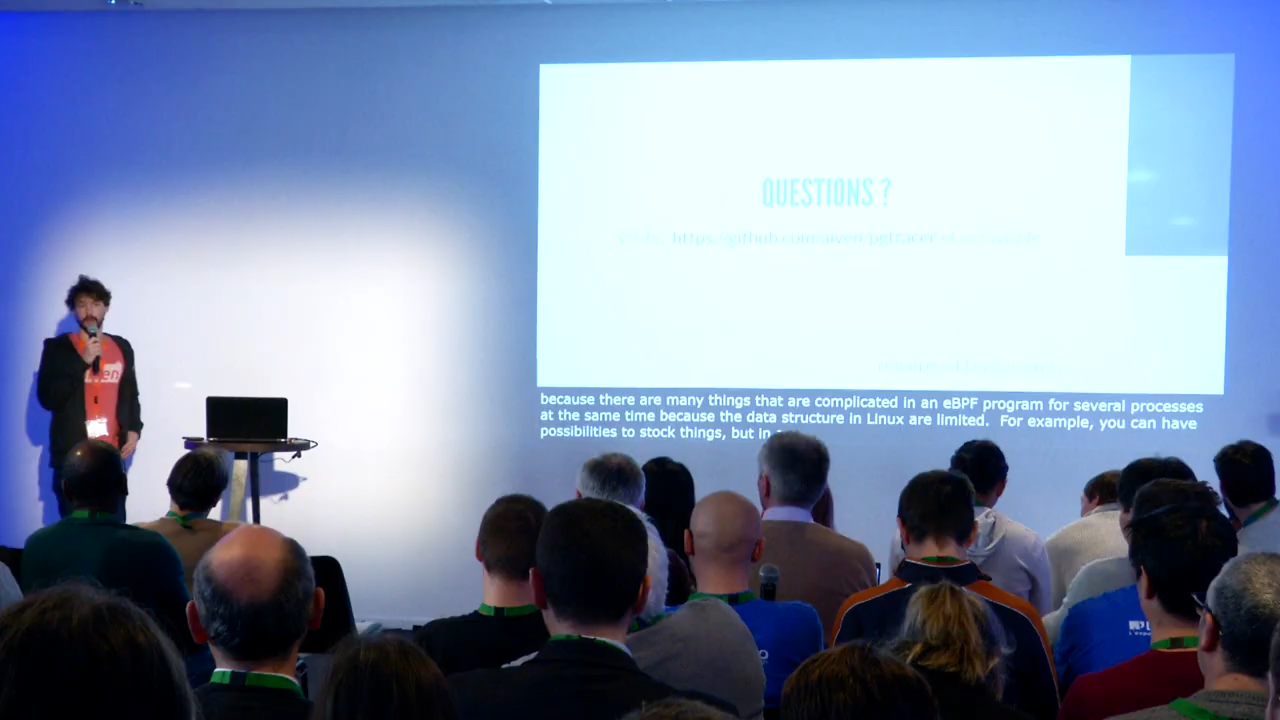 QUESTIONS ?
https://github.com/aiven/pgtracer
because there are many things that are complicated in an eBPF program for several processes
at the same time because the data structure in Linux are limited.  For example, you can have
possibilities to stock things, but in